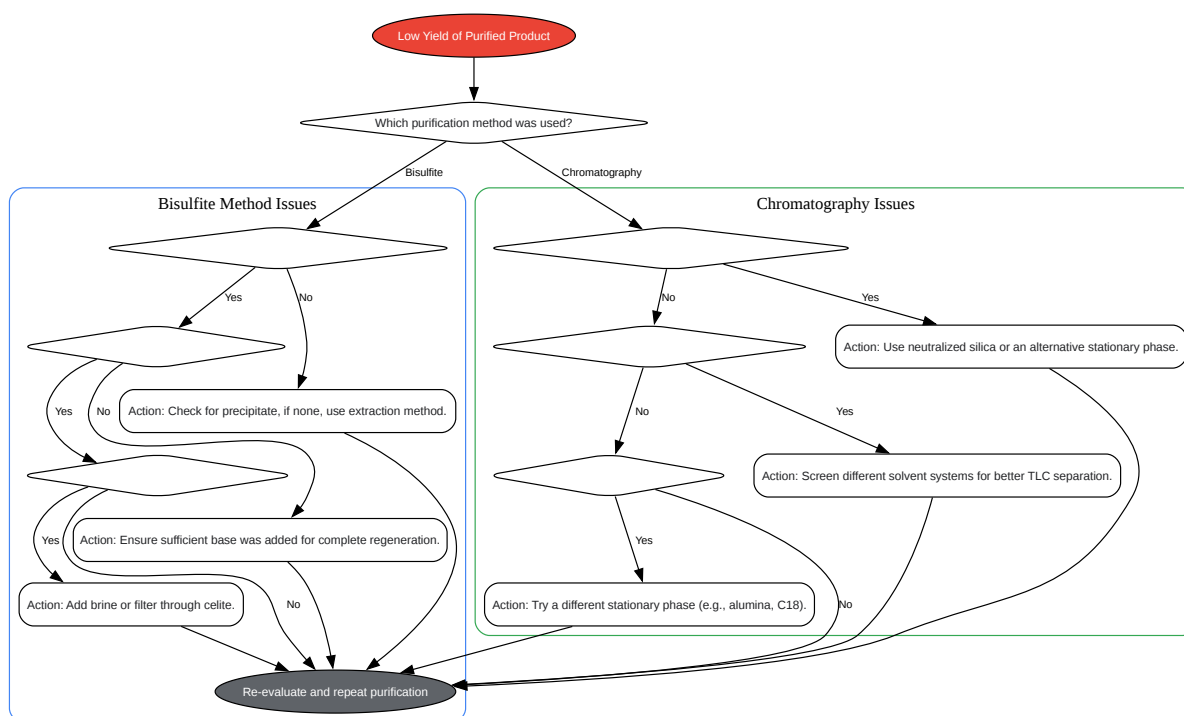 Low Yield of Purified Product
Which purification method was used?
Bisulfite
Chromatography
Bisulfite Method Issues
Chromatography Issues
Yes
No
No
Yes
Action: Use neutralized silica or an alternative stationary phase.
Yes
No
Action: Check for precipitate, if none, use extraction method.
No
Yes
Action: Screen different solvent systems for better TLC separation.
Yes
Action: Ensure sufficient base was added for complete regeneration.
Yes
No
Action: Add brine or filter through celite.
Action: Try a different stationary phase (e.g., alumina, C18).
No
Re-evaluate and repeat purification